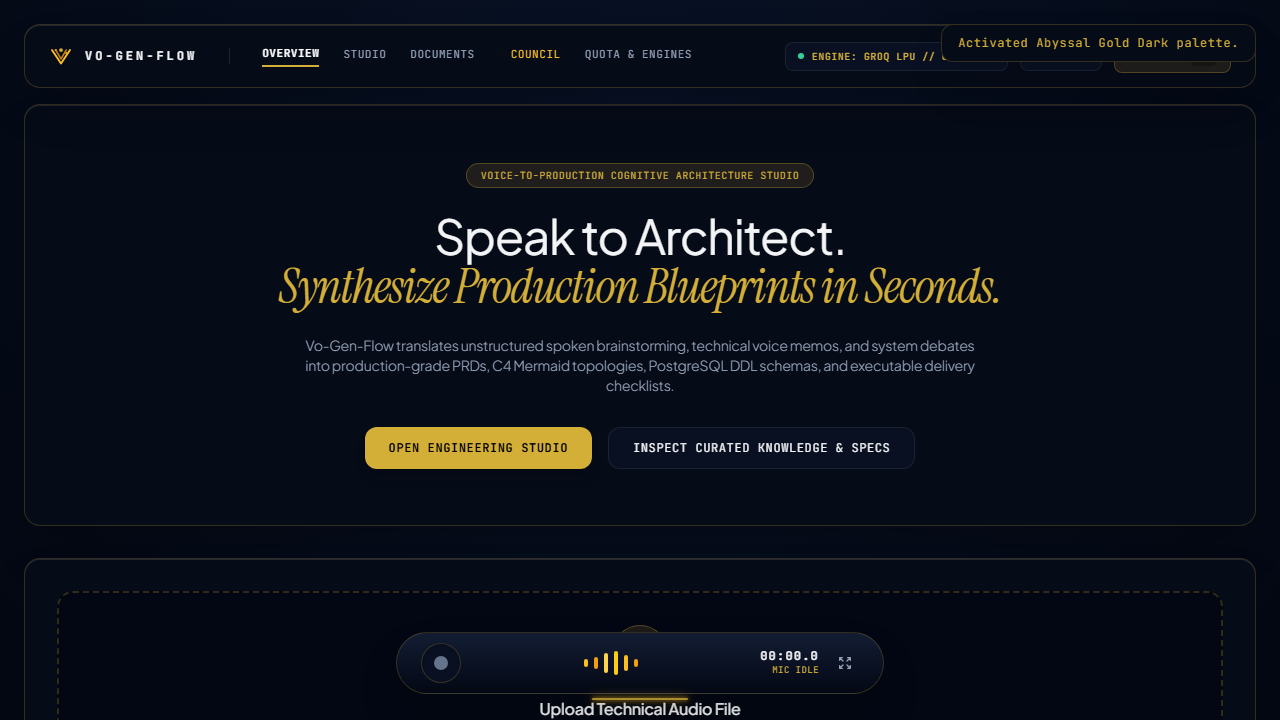 VO-GEN-FLOW
OVERVIEW STUDIO DOCUMENTS COUNCIL QUOTA & ENGINES
ENGINE: GROQ LPU //
Activated Abyssal Gold Dark palette.
VOICE-TO-PRODUCTION COGNITIVE ARCHITECTURE STUDIO
Speak to Architect.
Synthesize Production Blueprints in Seconds.
Vo-Gen-Flow translates unstructured spoken brainstorming, technical voice memos, and system debates
into production-grade PRDs, C4 Mermaid topologies, PostgreSQL DDL schemas, and executable delivery
checklists.
OPEN ENGINEERING STUDIO INSPECT CURATED KNOWLEDGE & SPECS
00:00.0
MIC IDLE
Upload Technical Audio File